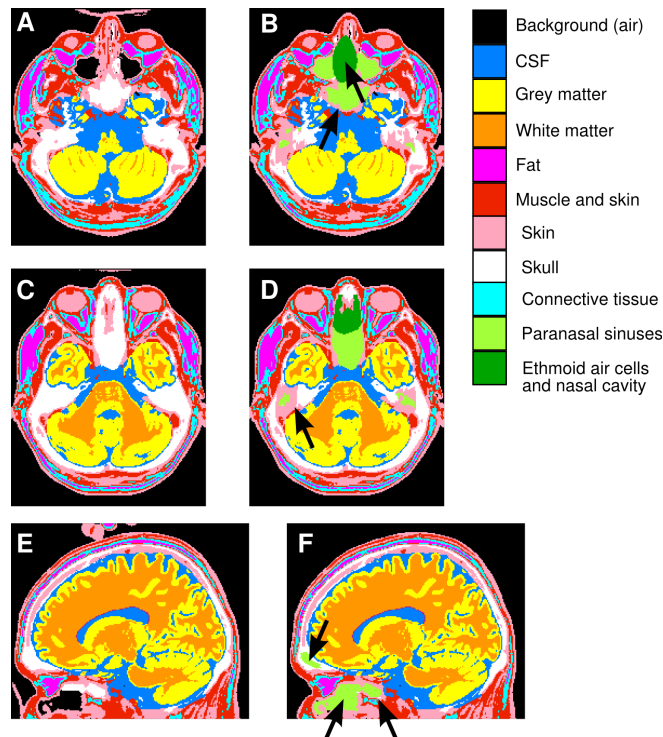 A
B
Background (air)
CSF
Grey matter
White matter
Fat
Muscle and skin
Skin
Skull
Connective tissue
Paranasal sinuses
Ethmoid air cells
and nasal cavity
C
D
E
F